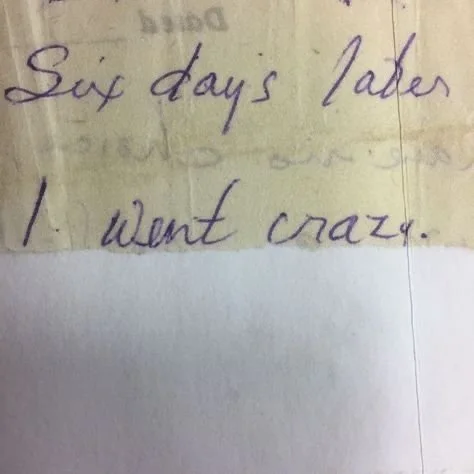 Six days later
I went crazy.